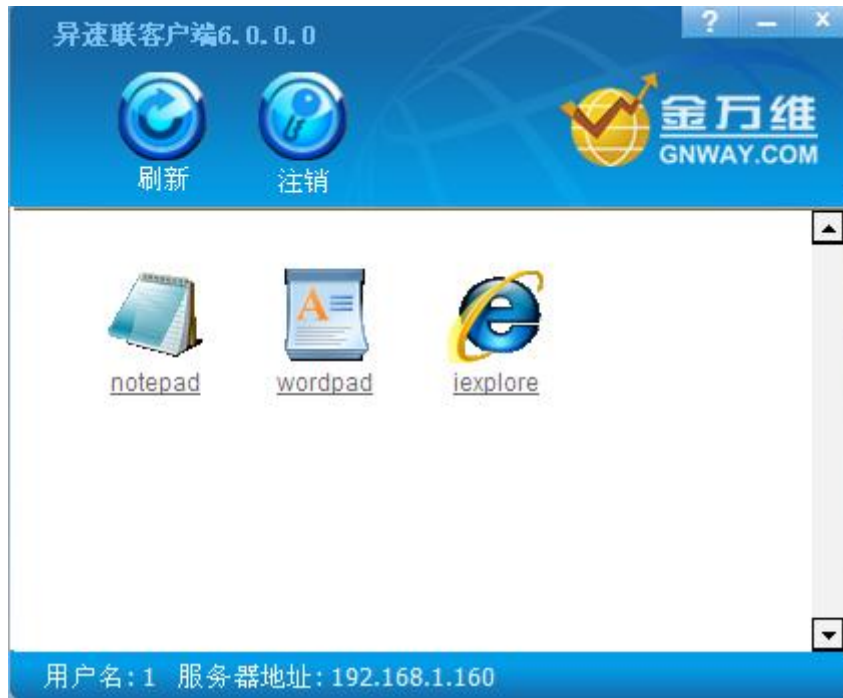 异速联客户端6.0.0.0
? — x
刷新 注销
金万维
GNWAY.COM
notepad wordpad iexplore
用户名:1 服务器地址:192.168.1.160